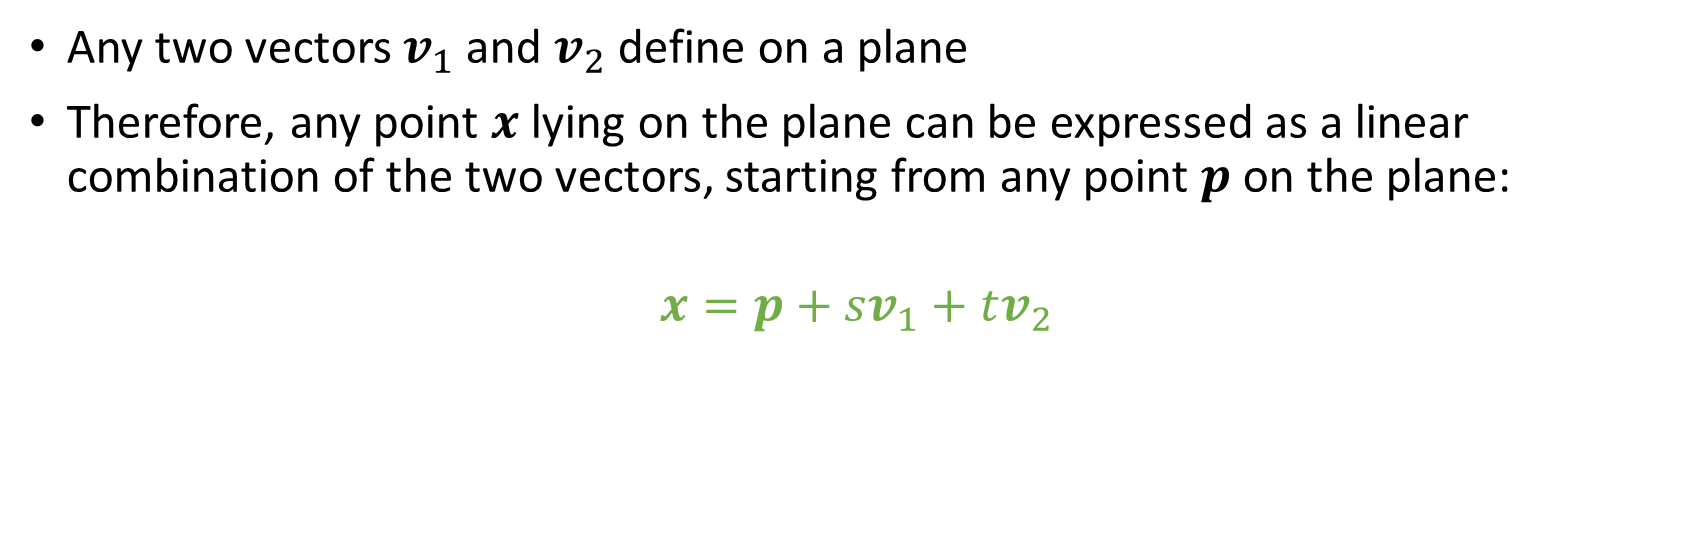 • Any two vectors 𝒗₁ and 𝒗₂ define on a plane
• Therefore, any point 𝒙 lying on the plane can be expressed as a linear
combination of the two vectors, starting from any point 𝒑 on the plane:
𝒙 = 𝒑 + 𝑠𝒗₁ + 𝑡𝒗₂